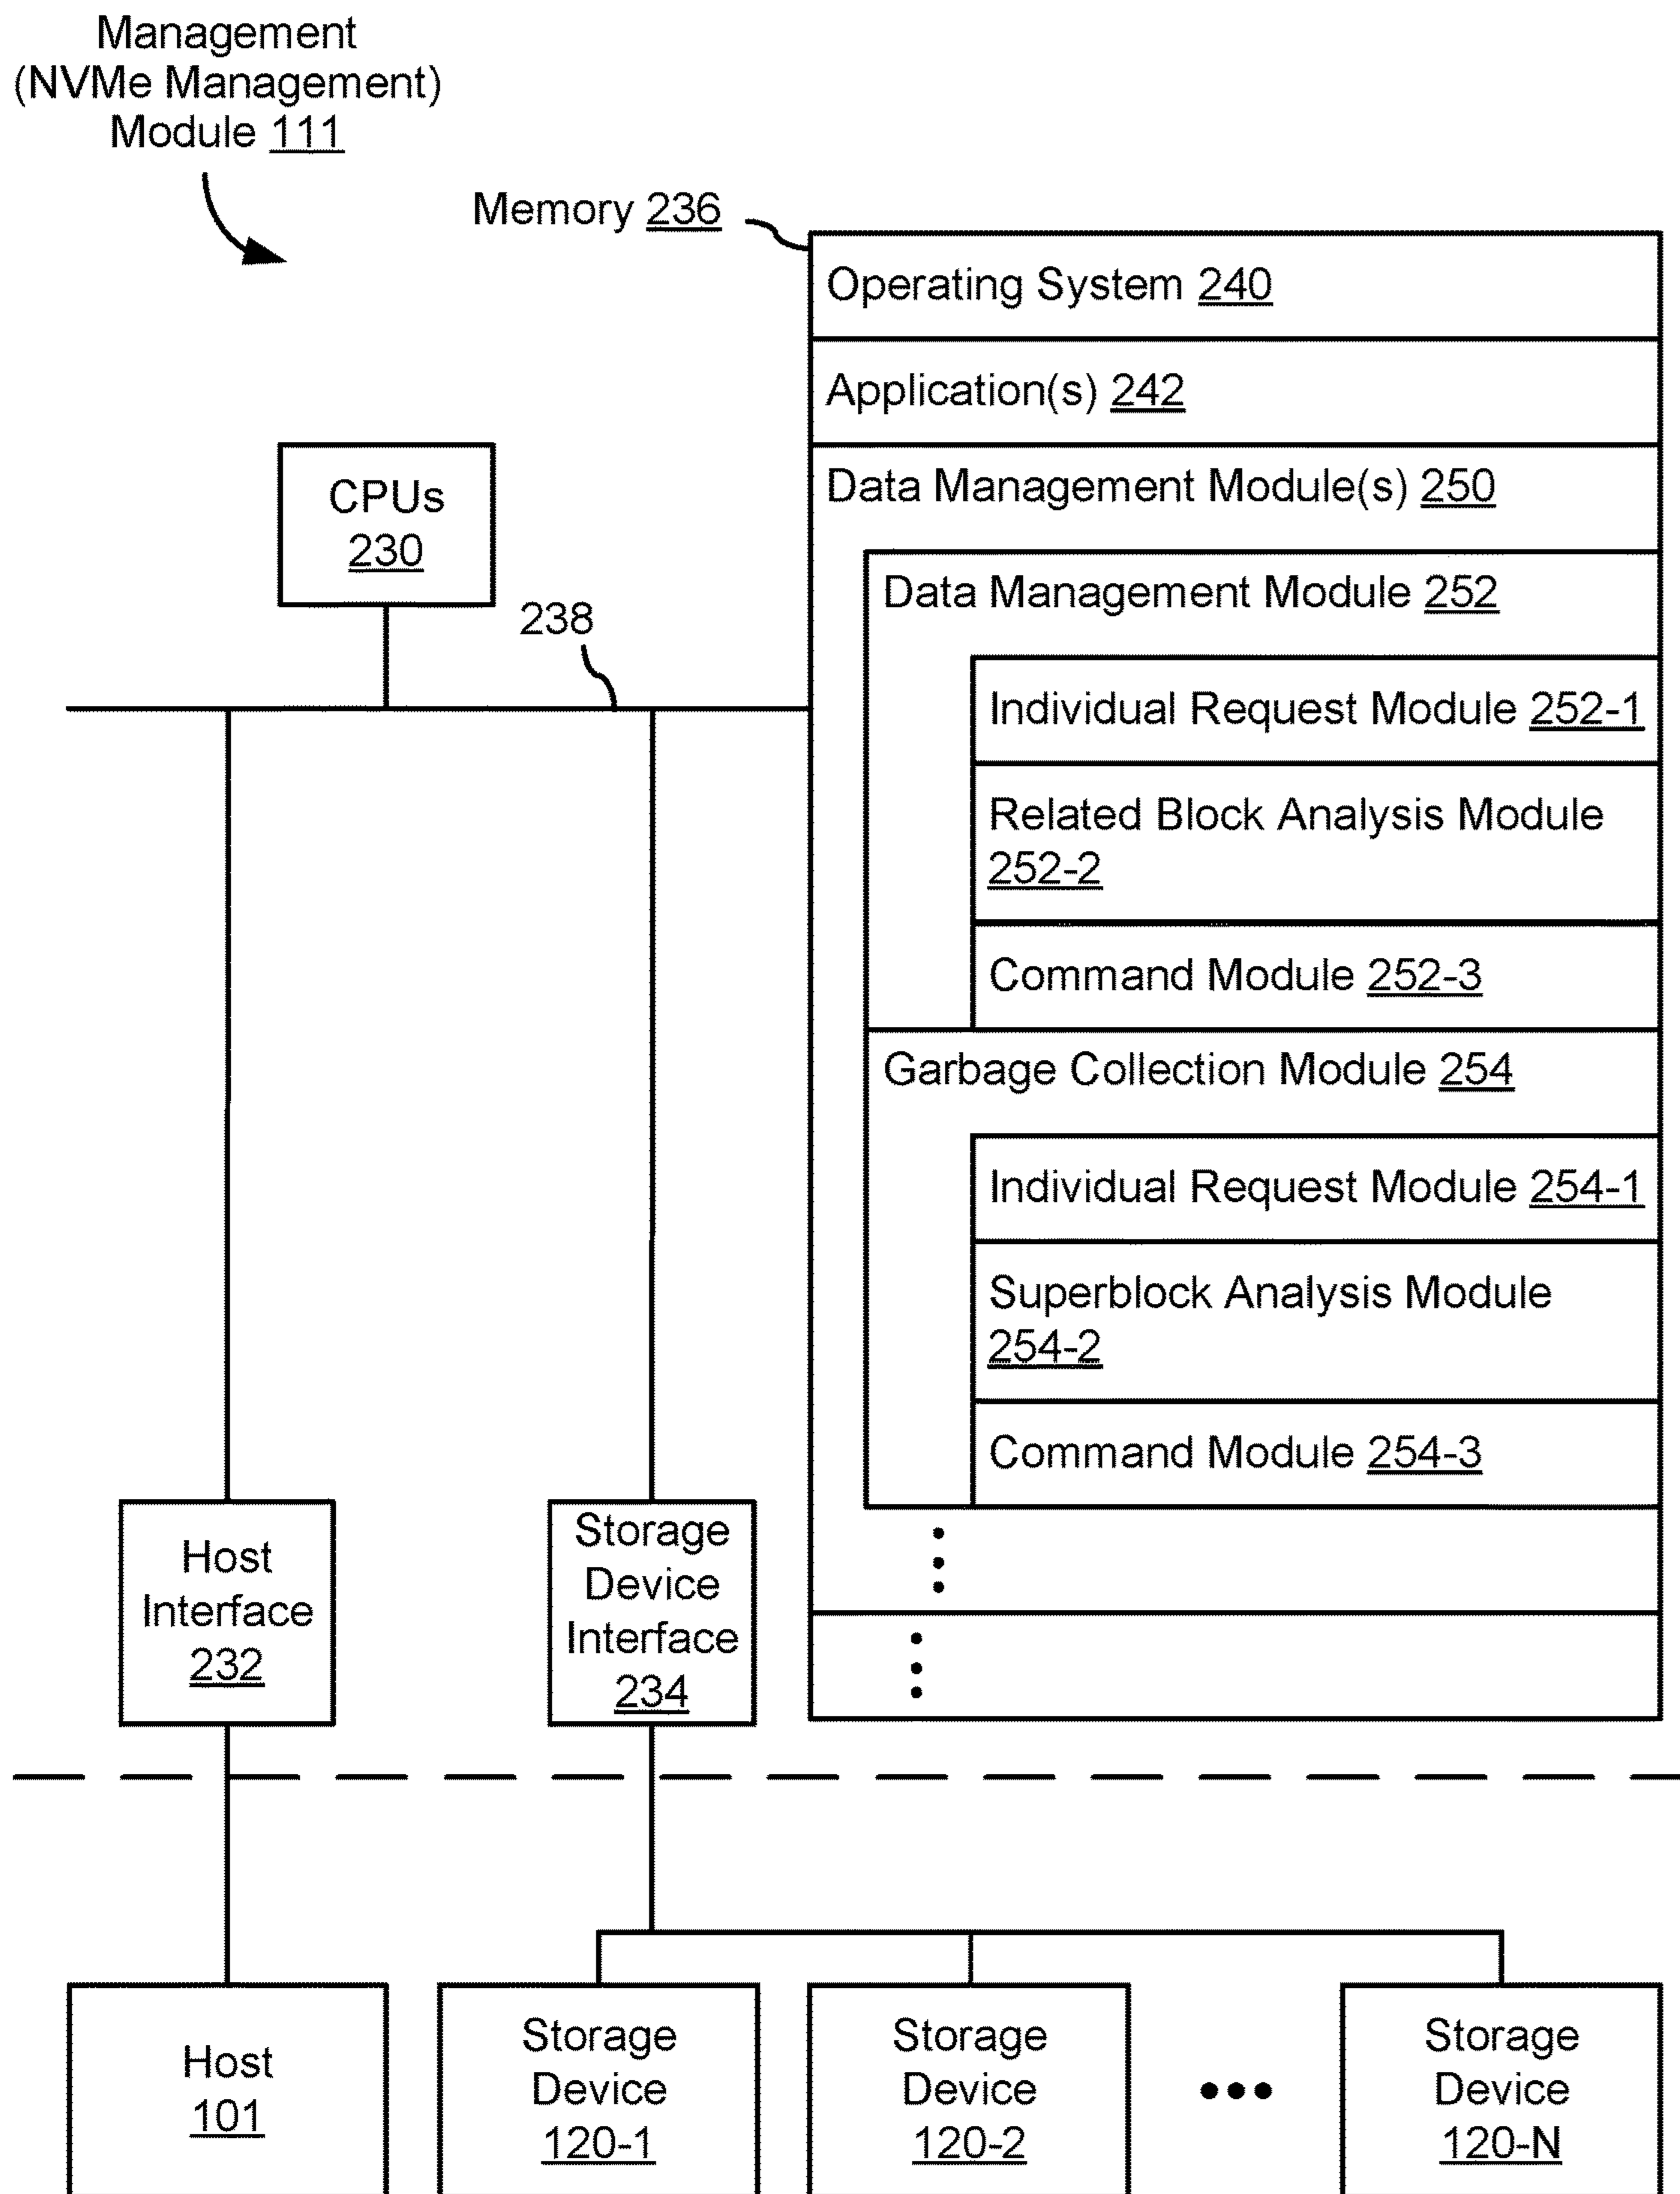 Management
(NVMe Management)
Module 111
Memory 236
Operating System 240
Application(s) 242
Data Management Module(s) 250
CPUs
230
Data Management Module 252
238
Individual Request Module 252-1
Related Block Analysis Module
252-2
Command Module 252-3
Garbage Collection Module 254
Individual Request Module 254-1
Superblock Analysis Module
254-2
Command Module 254-3
Host
Interface
232
Storage
Device
Interface
234
Host
101
Storage
Device
120-1
Storage
Device
120-2
Storage
Device
120-N